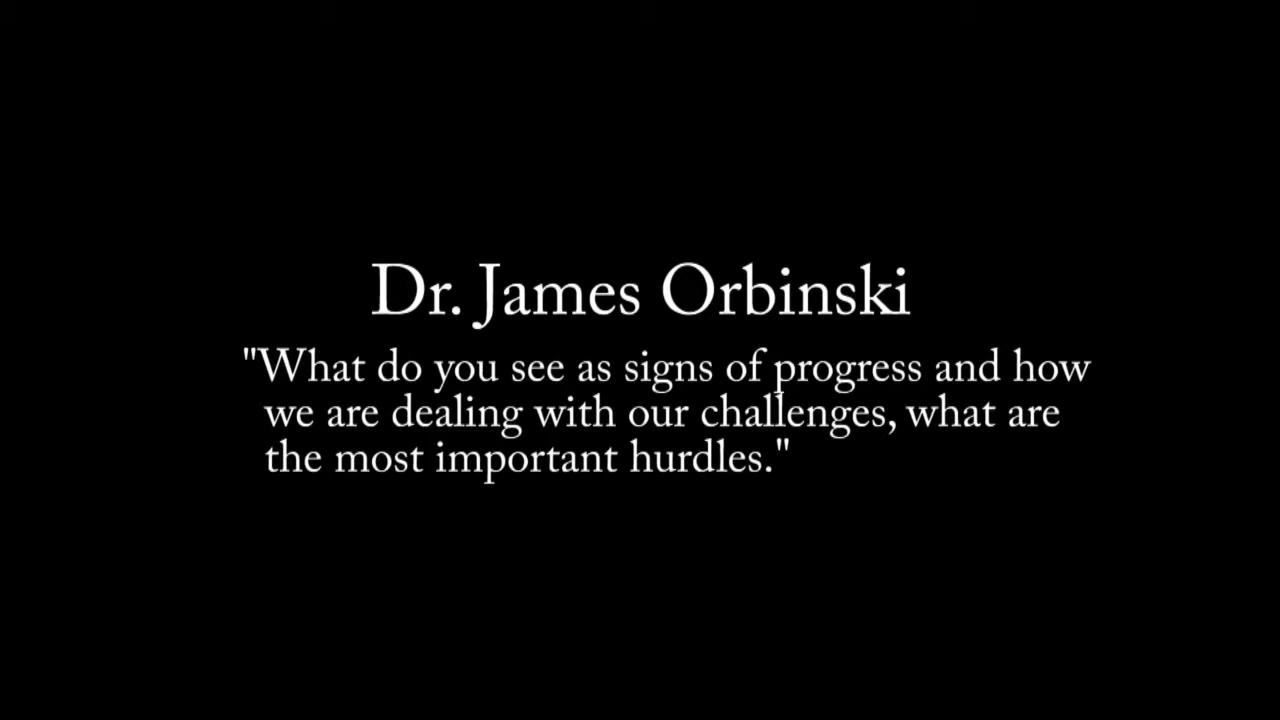 Dr. James Orbinski
"What do you see as signs of progress and how
we are dealing with our challenges, what are
the most important hurdles."